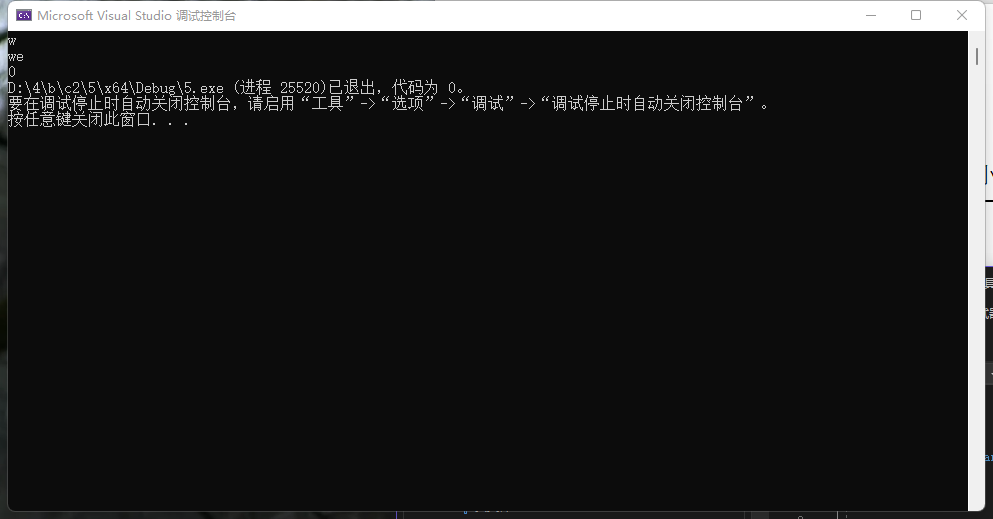 Microsoft Visual Studio 调试控制台
w
we
0
D:\4\b\c2\5\x64\Debug\5.exe (进程 25520)已退出，代码为 0。
要在调试停止时自动关闭控制台，请启用“工具”->“选项”->“调试”->“调试停止时自动关闭控制台”。
按任意键关闭此窗口. . .